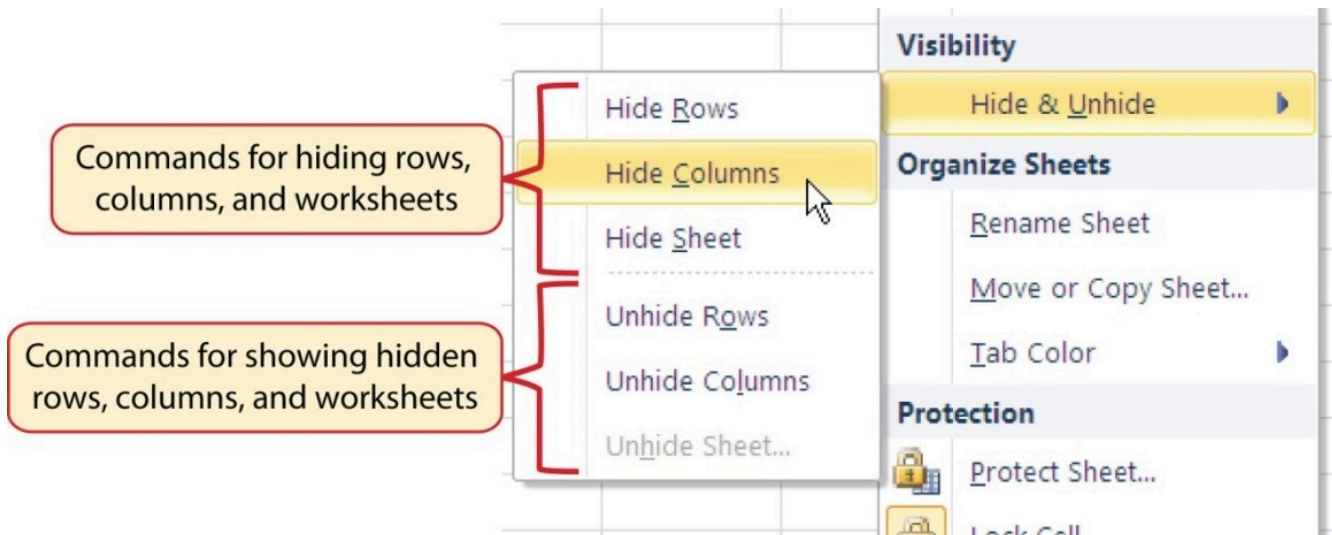 Commands for hiding rows,
columns, and worksheets
Commands for showing hidden
rows, columns, and worksheets
Hide Rows
Hide Columns
Hide Sheet
Unhide Rows
Unhide Columns
Unhide Sheet...
Visibility
Hide & Unhide
Organize Sheets
Rename Sheet
Move or Copy Sheet...
Tab Color
Protection
Protect Sheet...
Lock Cell